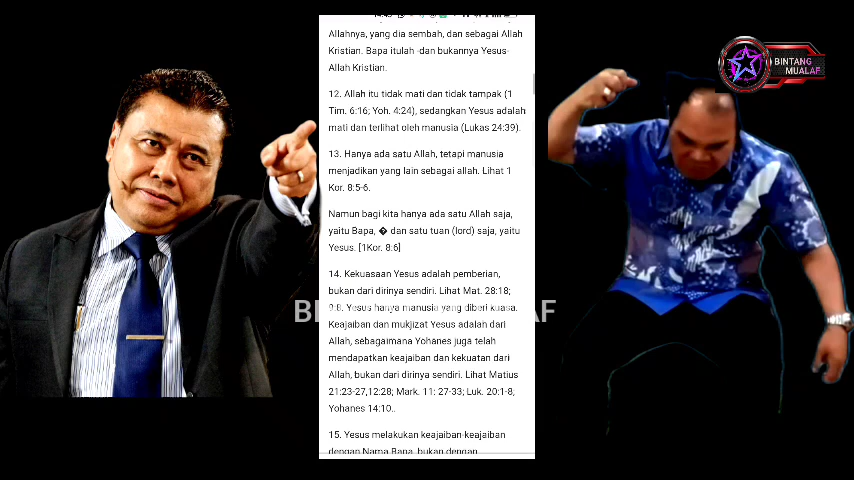 BINTANG
MUALAF
Allahnya, yang dia sembah, dan sebagai Allah
Kristian. Bapa itulah -dan bukannya Yesus-
Allah Kristian.
12. Allah itu tidak mati dan tidak tampak (1
Tim. 6:16; Yoh. 4:24), sedangkan Yesus adalah
mati dan terlihat oleh manusia (Lukas 24:39).
13. Hanya ada satu Allah, tetapi manusia
menjadikan yang lain sebagai allah. Lihat 1
Kor. 8:5-6.
Namun bagi kita hanya ada satu Allah saja,
yaitu Bapa, � dan satu tuan (lord) saja, yaitu
Yesus. [1Kor. 8:6]
14. Kekuasaan Yesus adalah pemberian,
bukan dari dirinya sendiri. Lihat Mat. 28:18;
9:8. Yesus hanya manusia yang diberi kuasa.
Keajaiban dan mukjizat Yesus adalah dari
Allah, sebagaimana Yohanes juga telah
mendapatkan keajaiban dan kekuatan dari
Allah, bukan dari dirinya sendiri. Lihat Matius
21:23-27,12:28; Mark. 11: 27-33; Luk. 20:1-8;
Yohanes 14:10..
15. Yesus melakukan keajaiban-keajaiban
dengan Nama Bapa, bukan dengan